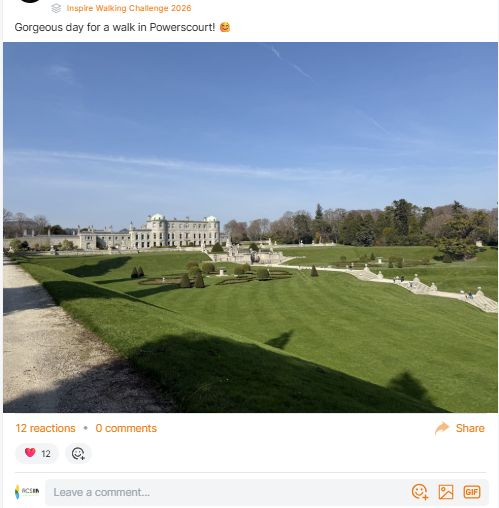 Inspire Walking Challenge 2026
Gorgeous day for a walk in Powerscourt! 🥰
12 reactions • 0 comments
Share
12
RCSI
Leave a comment...
GIF